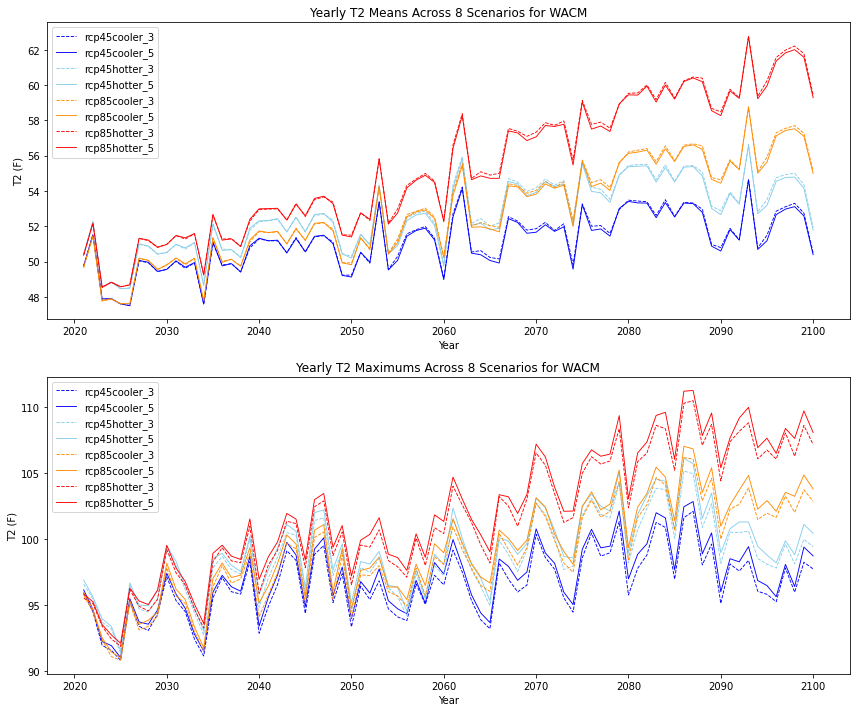 Yearly T2 Means Across 8 Scenarios for WACM
rcp45cooler_3
rcp45cooler_5
rcp45hotter_3
rcp45hotter_5
rcp85cooler_3
rcp85cooler_5
rcp85hotter_3
rcp85hotter_5
62
60
58
56
54
52
50
48
T2 (F)
2020 2030 2040 2050 2060 2070 2080 2090 2100
Year
Yearly T2 Maximums Across 8 Scenarios for WACM
rcp45cooler_3
rcp45cooler_5
rcp45hotter_3
rcp45hotter_5
rcp85cooler_3
rcp85cooler_5
rcp85hotter_3
rcp85hotter_5
110
105
100
95
90
T2 (F)
2020 2030 2040 2050 2060 2070 2080 2090 2100
Year